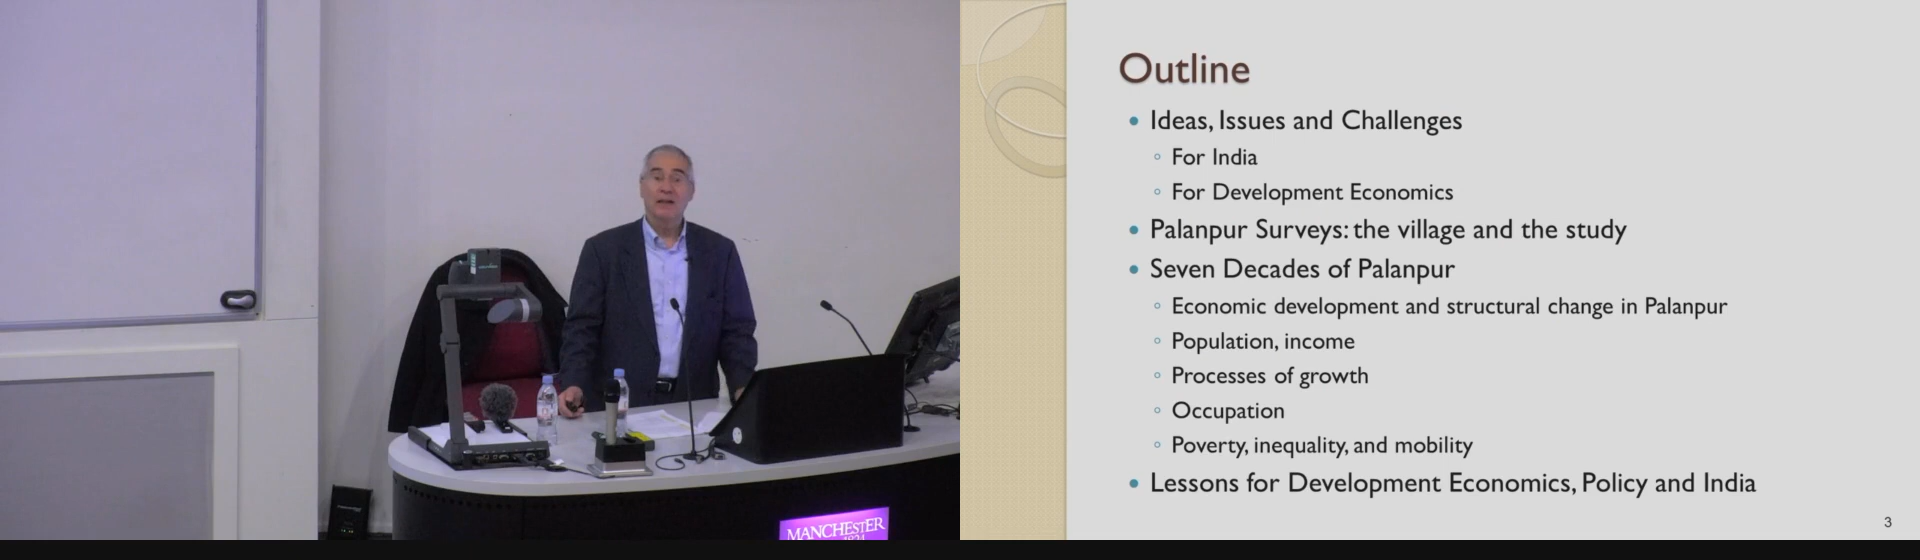 MANCHESTER
1824
Outline
Ideas, Issues and Challenges
For India
For Development Economics
Palanpur Surveys: the village and the study
Seven Decades of Palanpur
Economic development and structural change in Palanpur
Population, income
Processes of growth
Occupation
Poverty, inequality, and mobility
Lessons for Development Economics, Policy and India
3